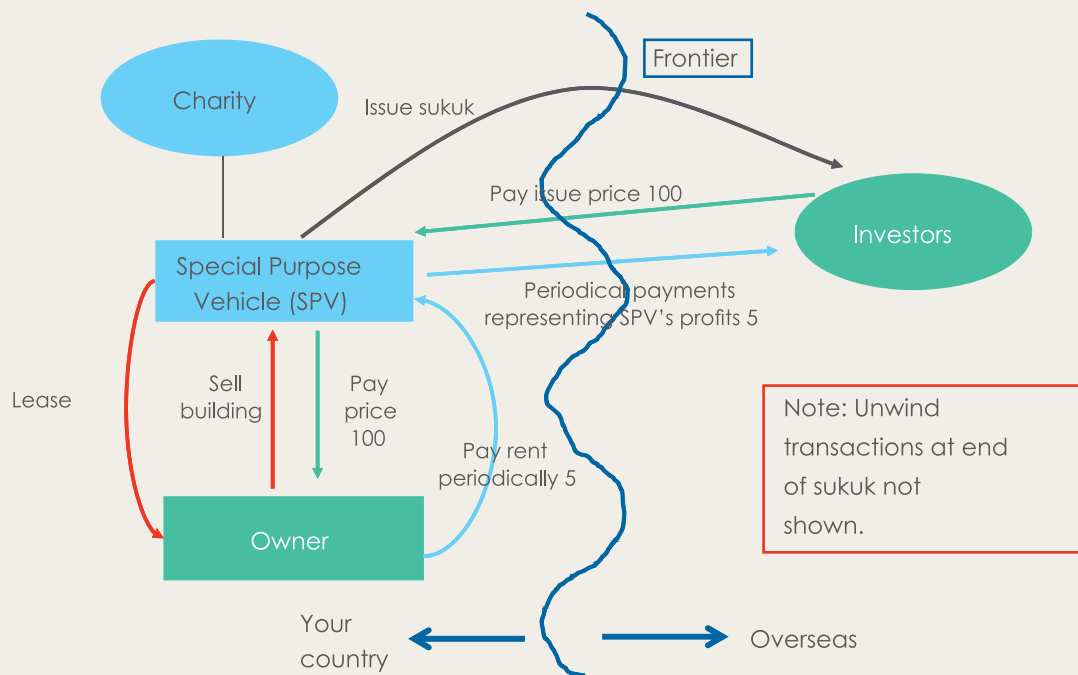 Frontier
Charity
Issue sukuk
Pay issue price 100
Investors
Special Purpose
Vehicle (SPV)
Periodical payments
representing SPV’s profits 5
Lease
Sell
building
Pay
price
100
Pay rent
periodically 5
Note: Unwind
transactions at end
of sukuk not
shown.
Owner
Your
country
Overseas